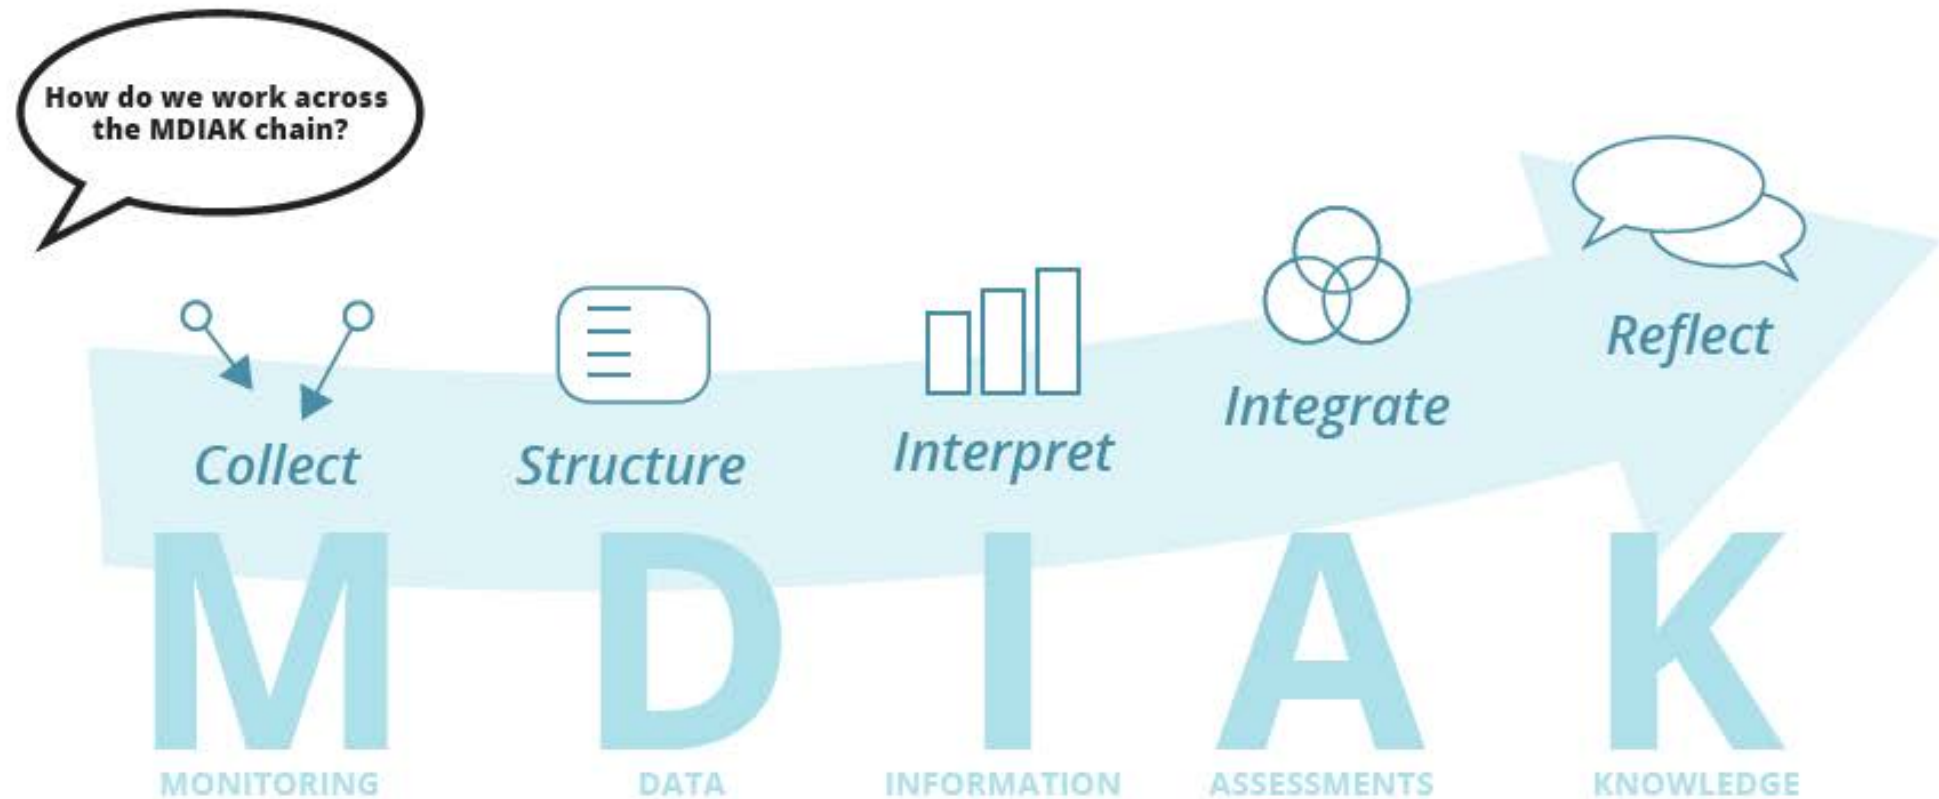 How do we work across
the MDIAK chain?
Collect
Structure
Interpret
Integrate
Reflect
M D I A K
MONITORING
DATA
INFORMATION
ASSESSMENTS
KNOWLEDGE